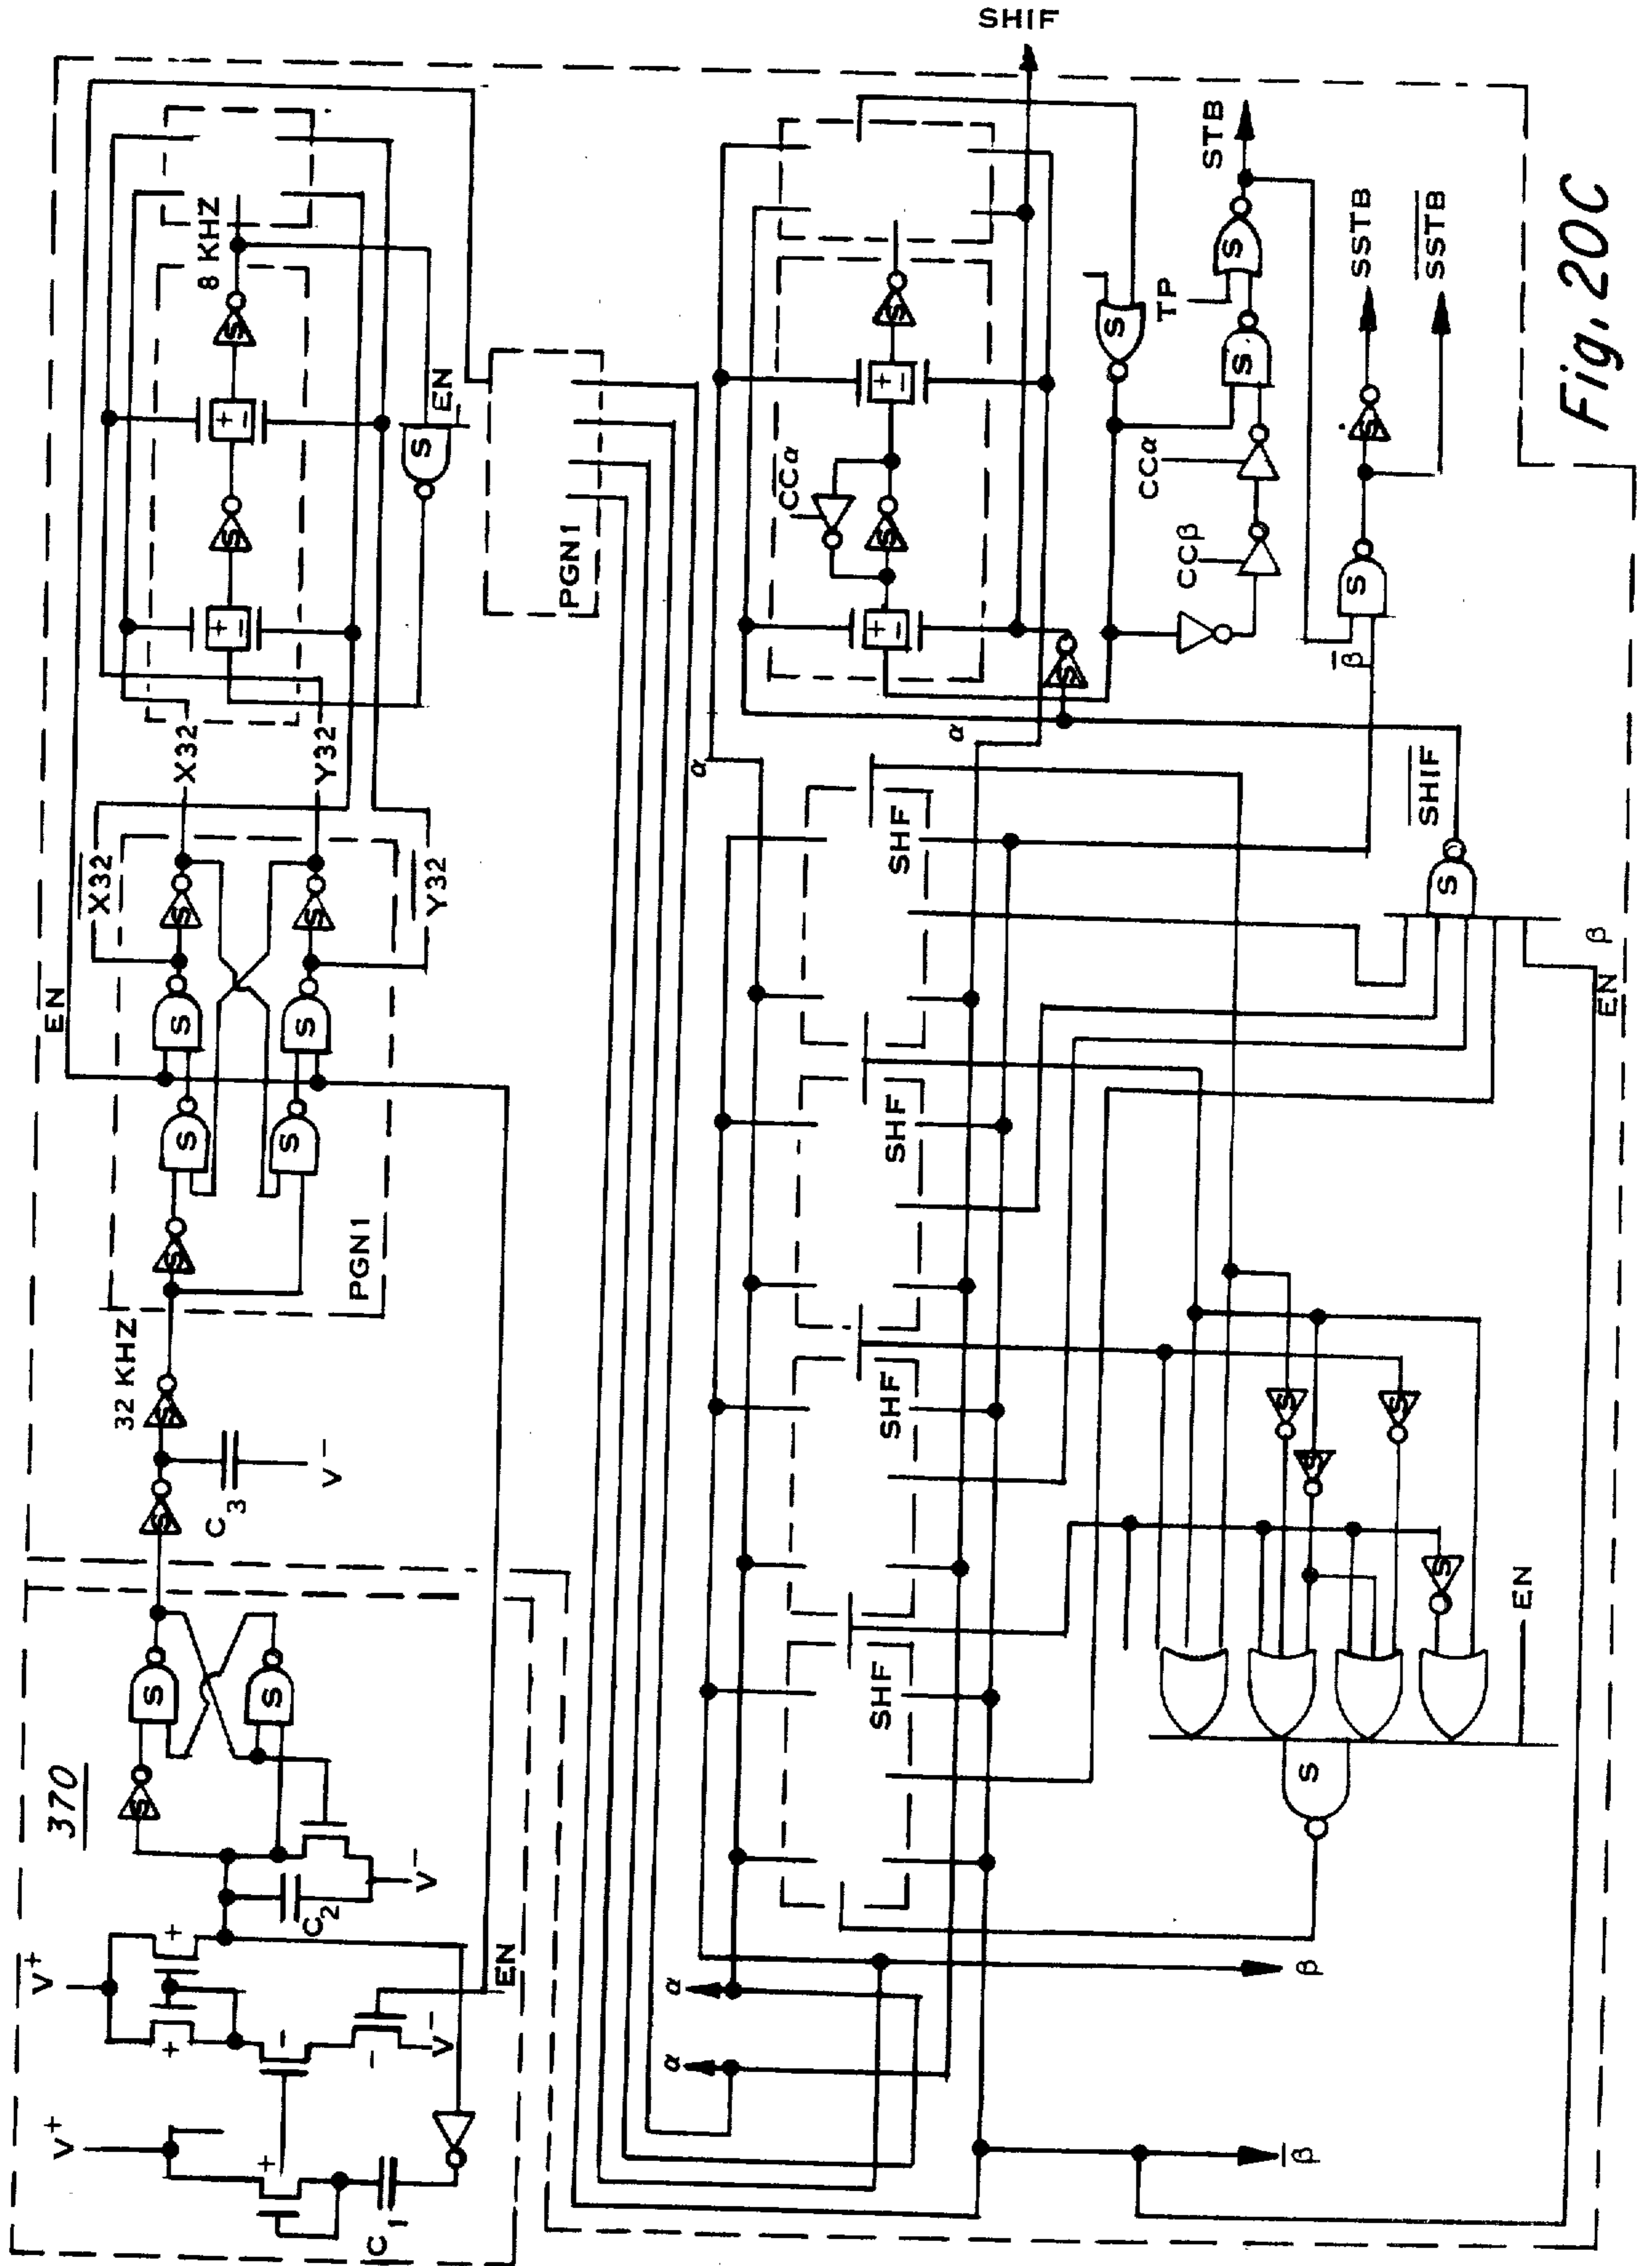 SHIF
8 KHZ
EN
X32
Y32
X32
Y32
EN
PGN1
32 KHZ
C3
V-
370
V+
V+
C2
V-
V-
C1
EN
PGN1
CCα
CCα
CCβ
TP
STB
SSTB
SSTB
β
SHIF
α
α
SHF
SHF
SHF
SHF
β
EN
EN
α
α
β
β
S
+
-
Fig. 20C